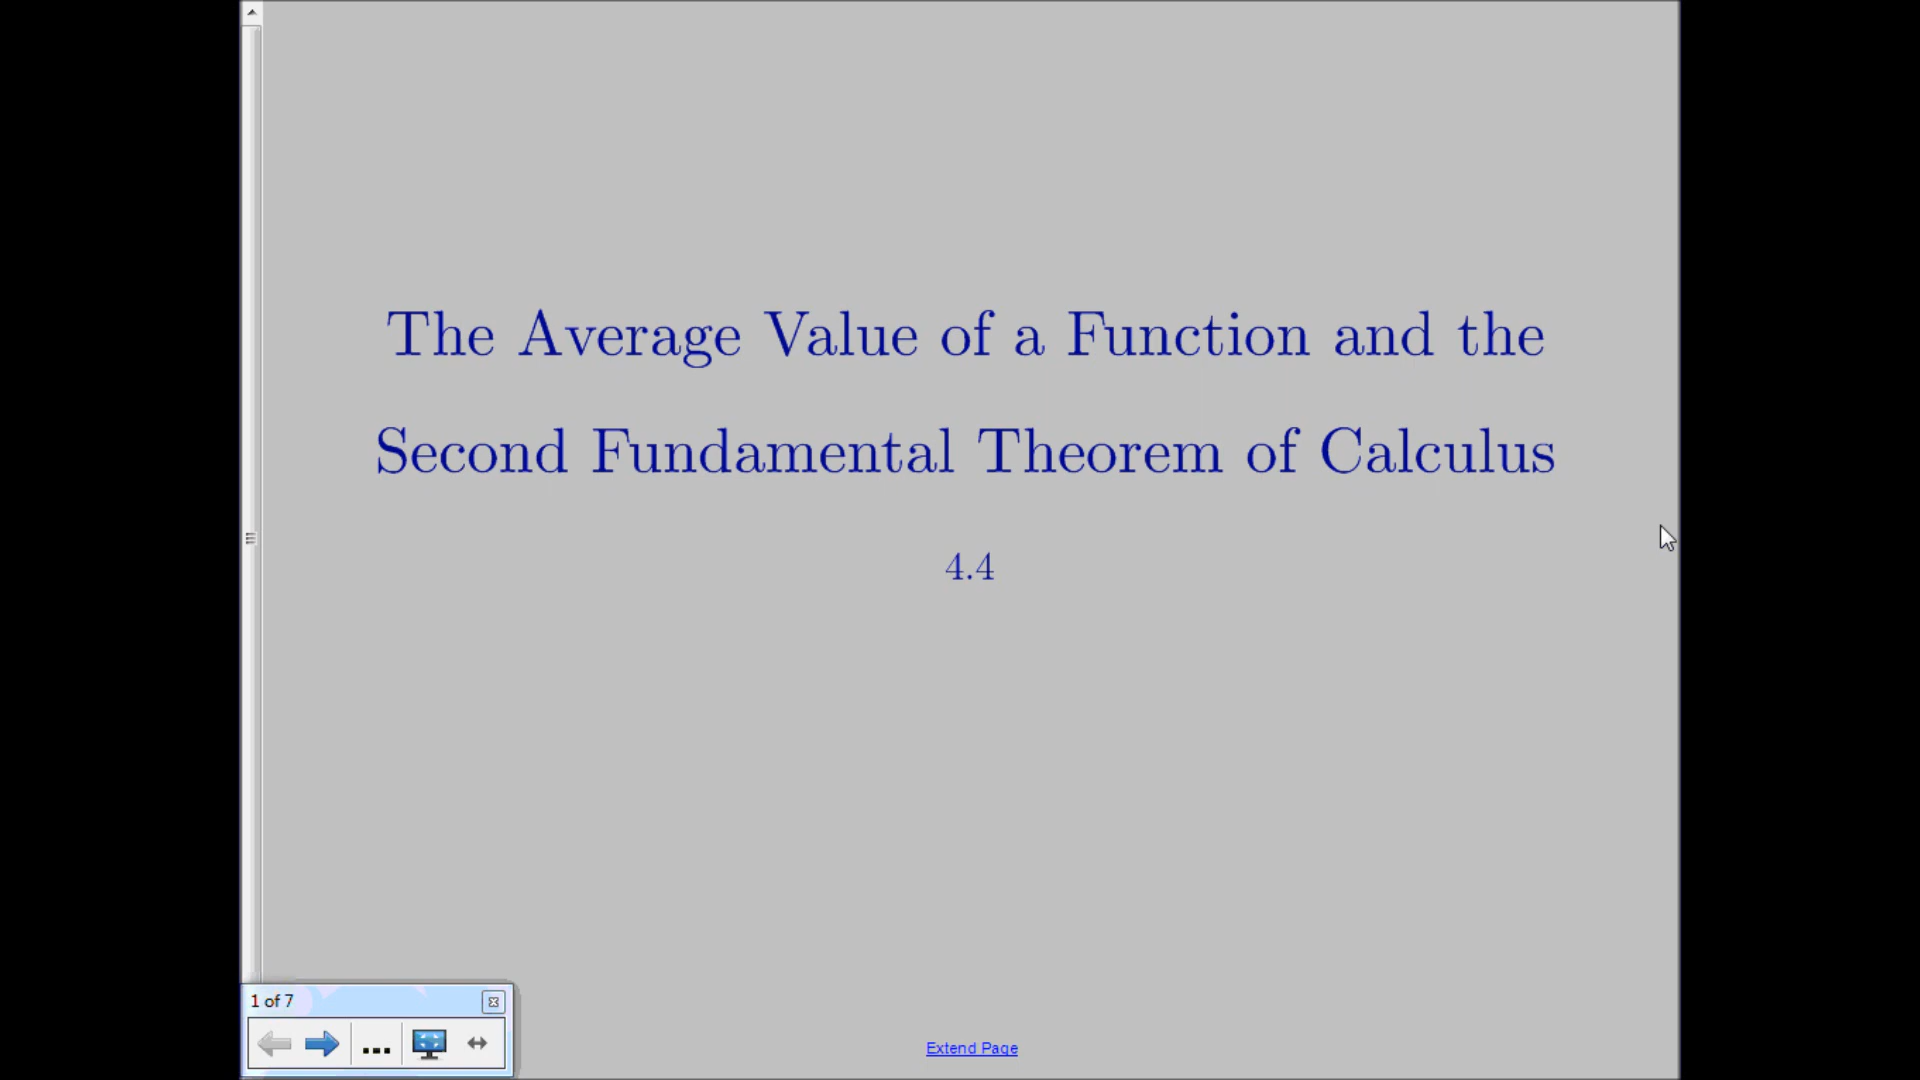 The Average Value of a Function and the
Second Fundamental Theorem of Calculus
4.4
1 of 7
...
Extend Page